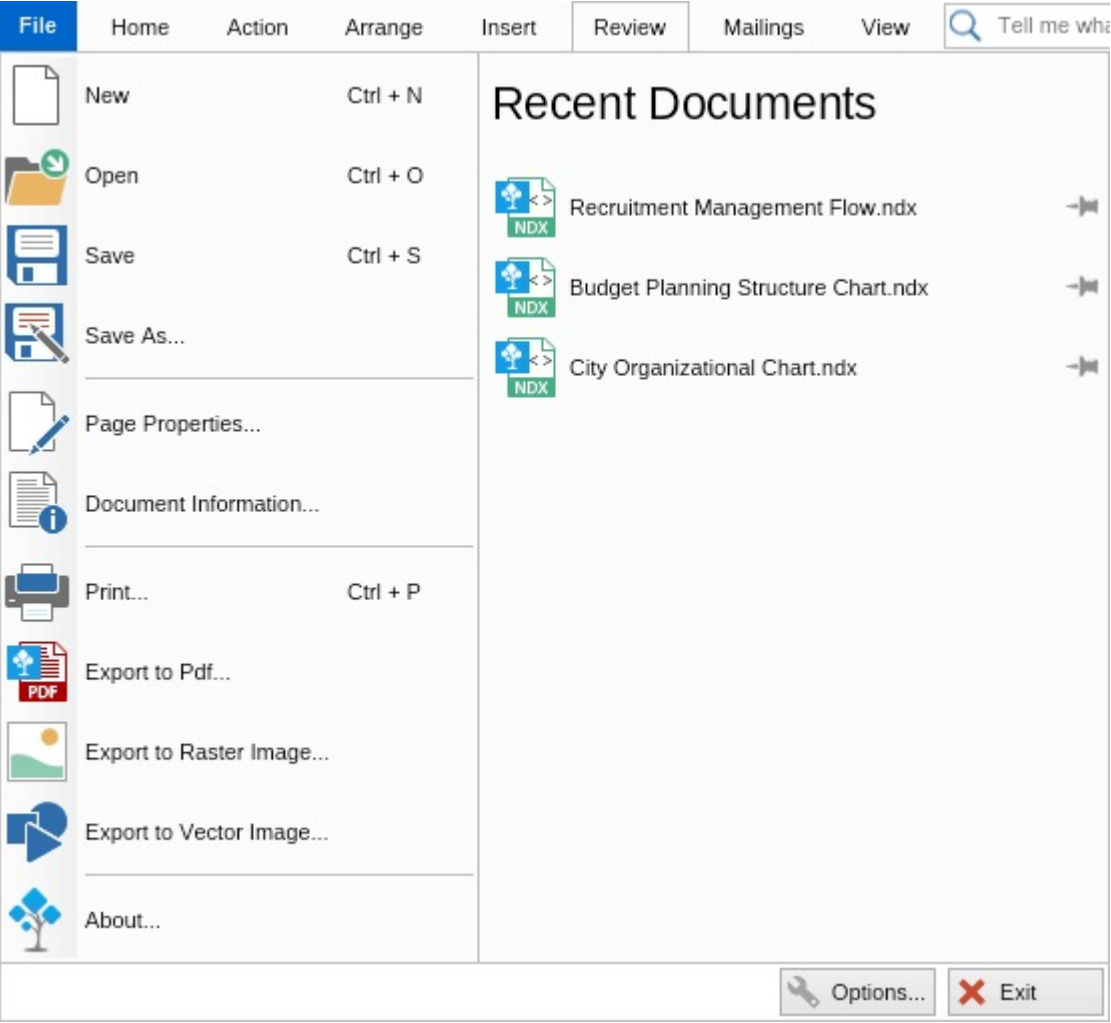 File Home Action Arrange Insert Review Mailings View Tell me wha
New Ctrl + N
Open Ctrl + O
Save Ctrl + S
Save As...
Page Properties...
Document Information...
Print... Ctrl + P
PDF Export to Pdf...
Export to Raster Image...
Export to Vector Image...
About...
Recent Documents
<> NDX Recruitment Management Flow.ndx
<> NDX Budget Planning Structure Chart.ndx
<> NDX City Organizational Chart.ndx
Options... Exit